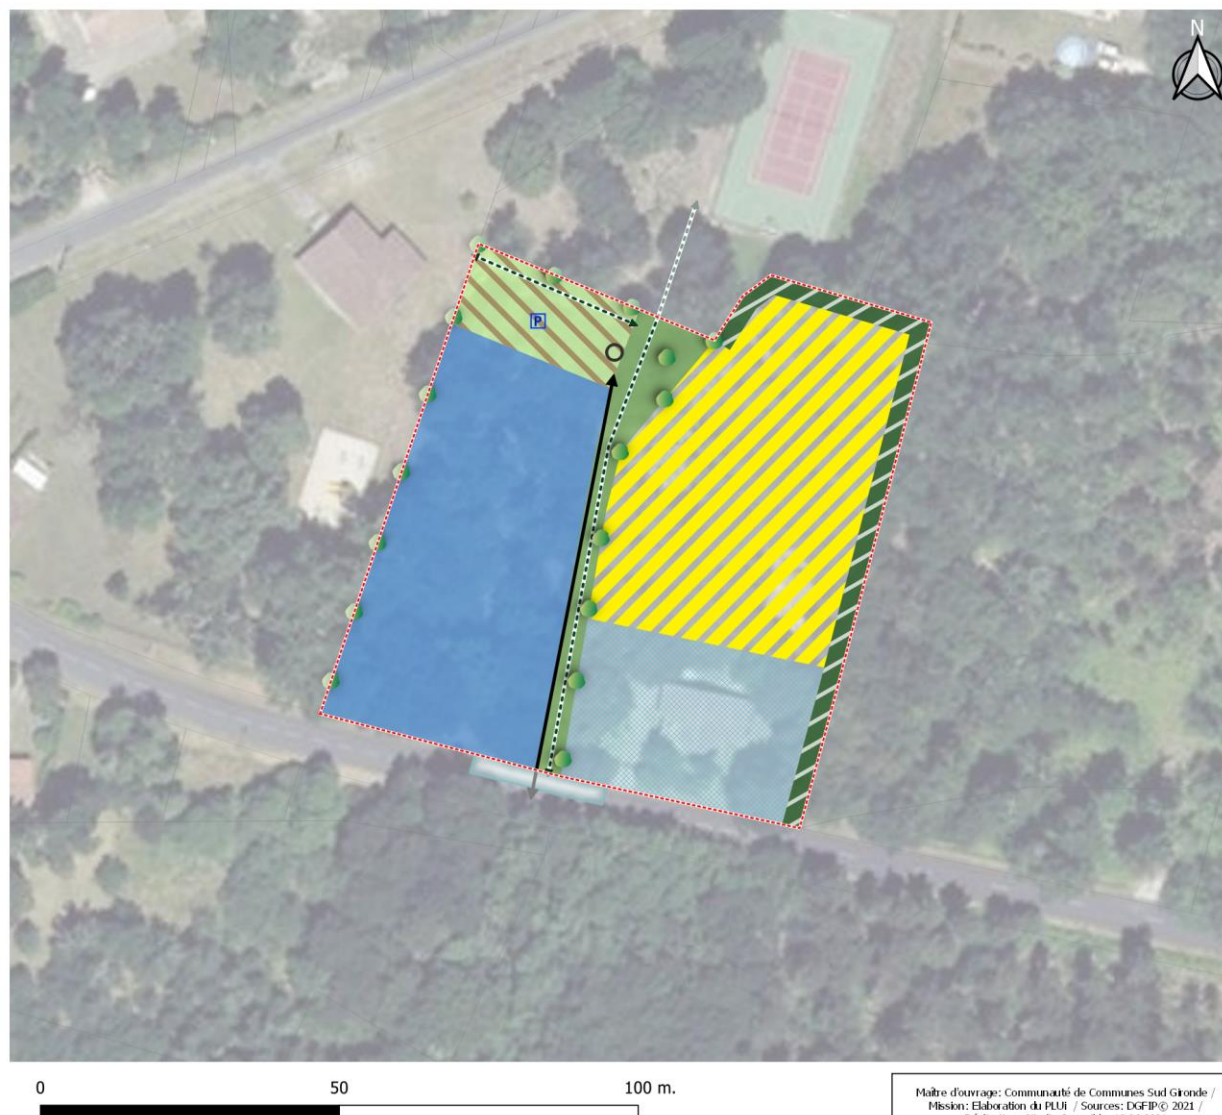 N
P
0 50 100 m.
Maître d'ouvrage: Communauté de Communes Sud Gironde /
Mission: Elaboration du PLUi / Sources: DGFIP© 2021 /